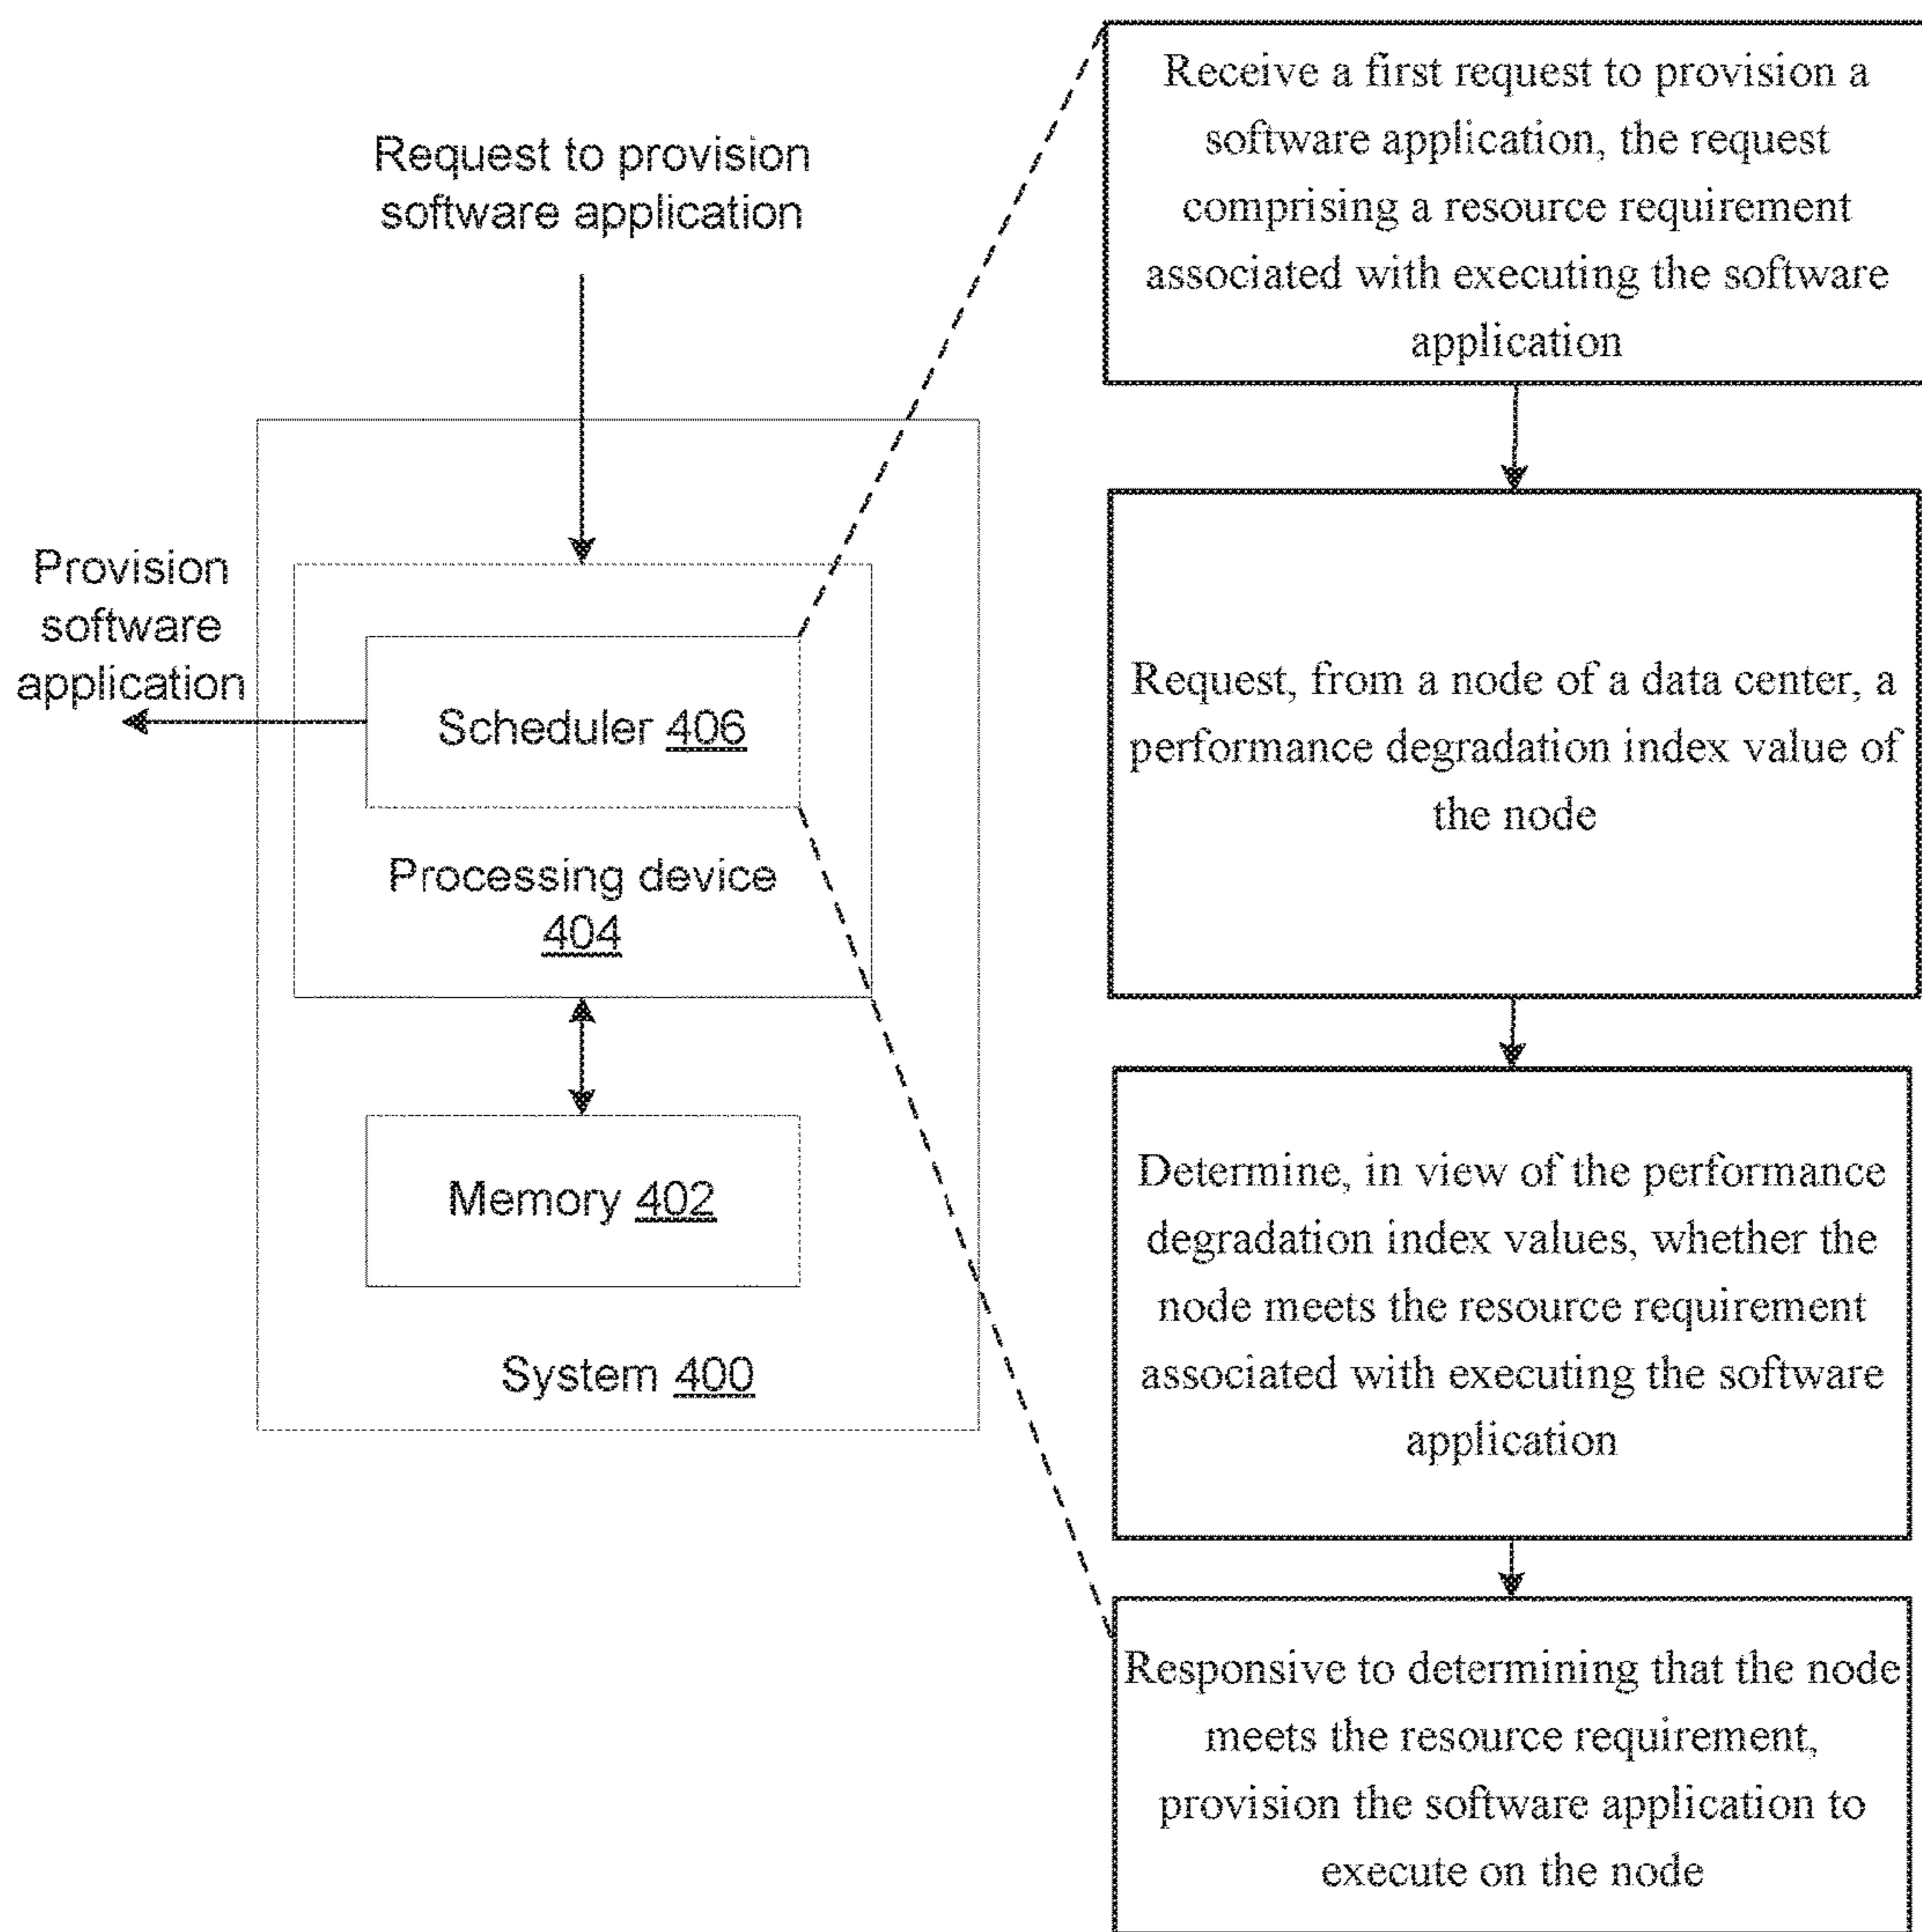 Request to provision
software application
Provision
software
application
Scheduler 406
Processing device
404
Memory 402
System 400
Receive a first request to provision a
software application, the request
comprising a resource requirement
associated with executing the software
application
Request, from a node of a data center, a
performance degradation index value of
the node
Determine, in view of the performance
degradation index values, whether the
node meets the resource requirement
associated with executing the software
application
Responsive to determining that the node
meets the resource requirement,
provision the software application to
execute on the node